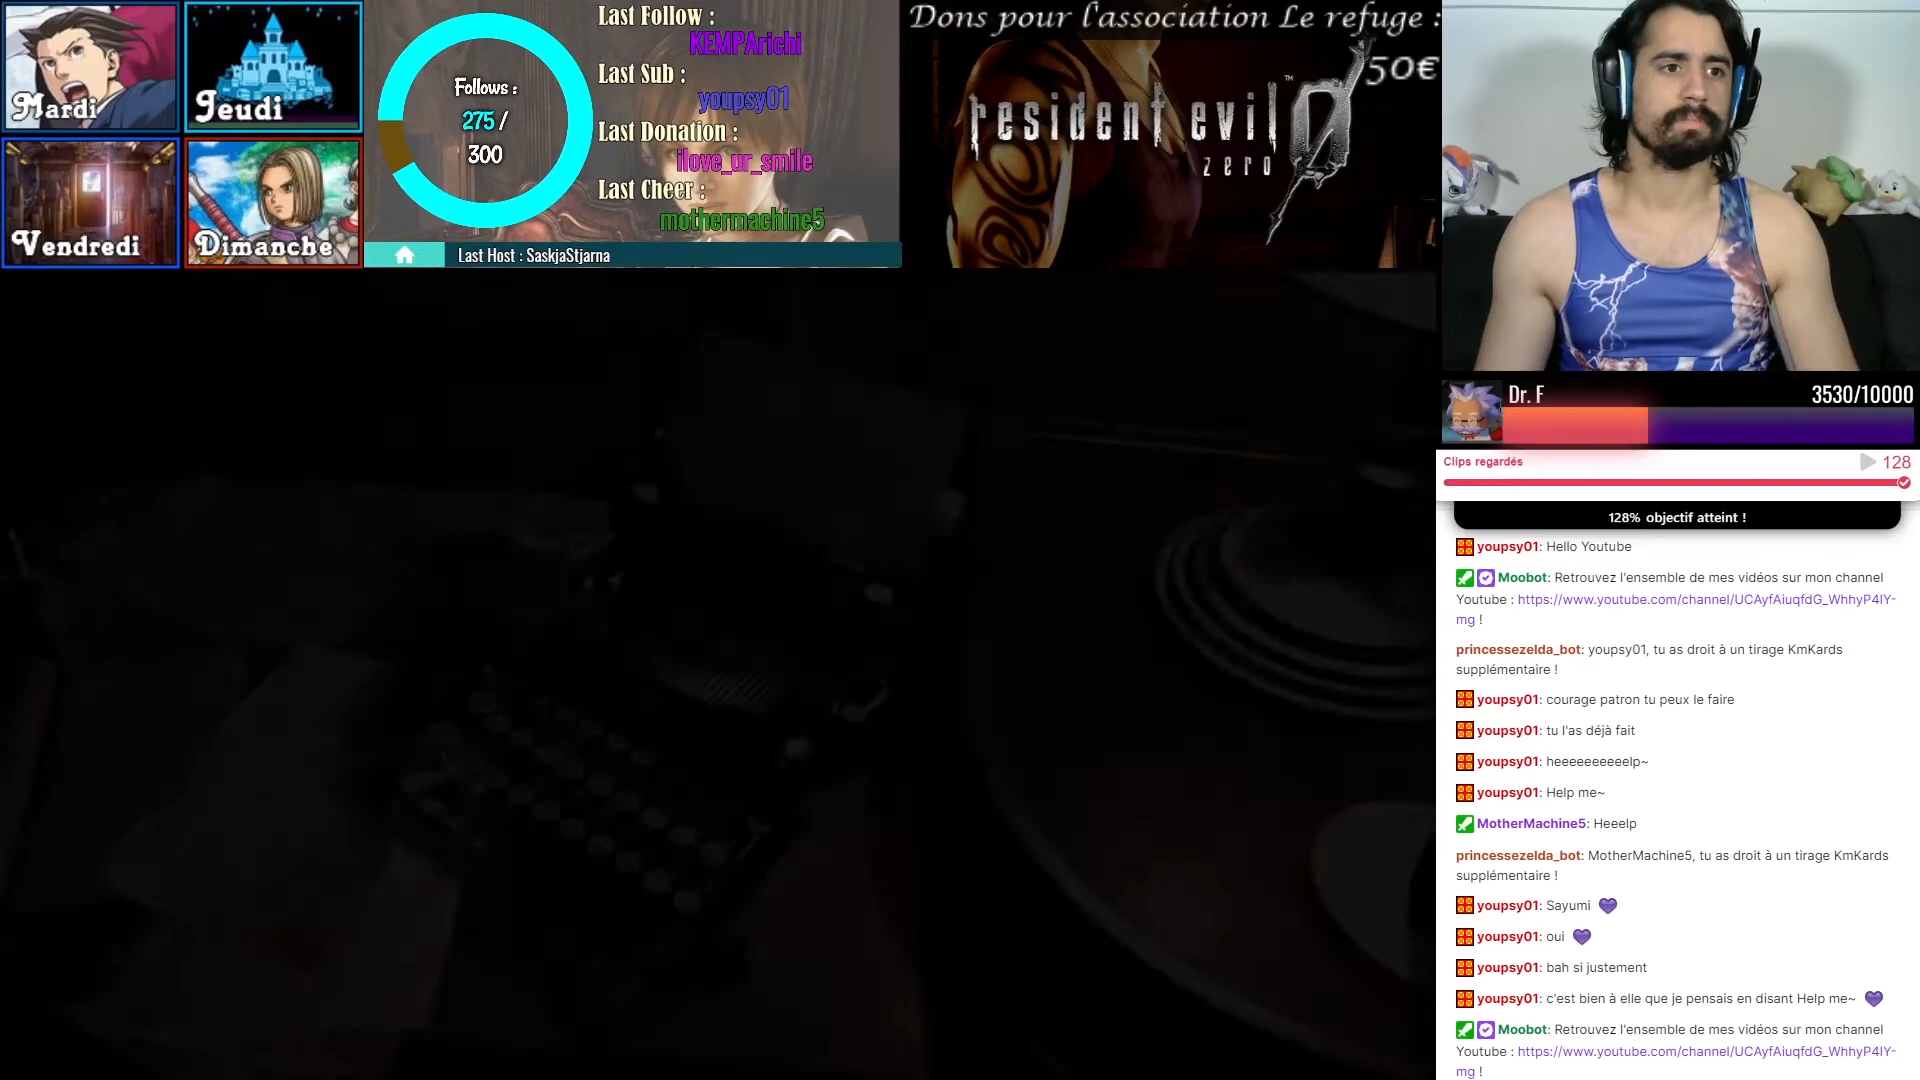 Mardi
Jeudi
Vendredi
Dimanche
Follows :
275 /
300
Last Follow :
KEMPArichi
Last Sub :
youpsy01
Last Donation :
ilove_ur_smile
Last Cheer :
mothermachine5
Last Host : SaskjaStjarna
Dons pour l'association Le refuge :
50€
resident evil 0
zero
Dr. F
3530/10000
Clips regardés
128
128% objectif atteint !
youpsy01: Hello Youtube
Moobot: Retrouvez l'ensemble de mes vidéos sur mon channel
Youtube : https://www.youtube.com/channel/UCAyfAiuqfdG_WhhyP4lY-
mg !
princessezelda_bot: youpsy01, tu as droit à un tirage KmKards
supplémentaire !
youpsy01: courage patron tu peux le faire
youpsy01: tu l'as déjà fait
youpsy01: heeeeeeeeeelp~
youpsy01: Help me~
MotherMachine5: Heeelp
princessezelda_bot: MotherMachine5, tu as droit à un tirage KmKards
supplémentaire !
youpsy01: Sayumi 💜
youpsy01: oui 💜
youpsy01: bah si justement
youpsy01: c'est bien à elle que je pensais en disant Help me~ 💜
Moobot: Retrouvez l'ensemble de mes vidéos sur mon channel
Youtube : https://www.youtube.com/channel/UCAyfAiuqfdG_WhhyP4lY-
mg !